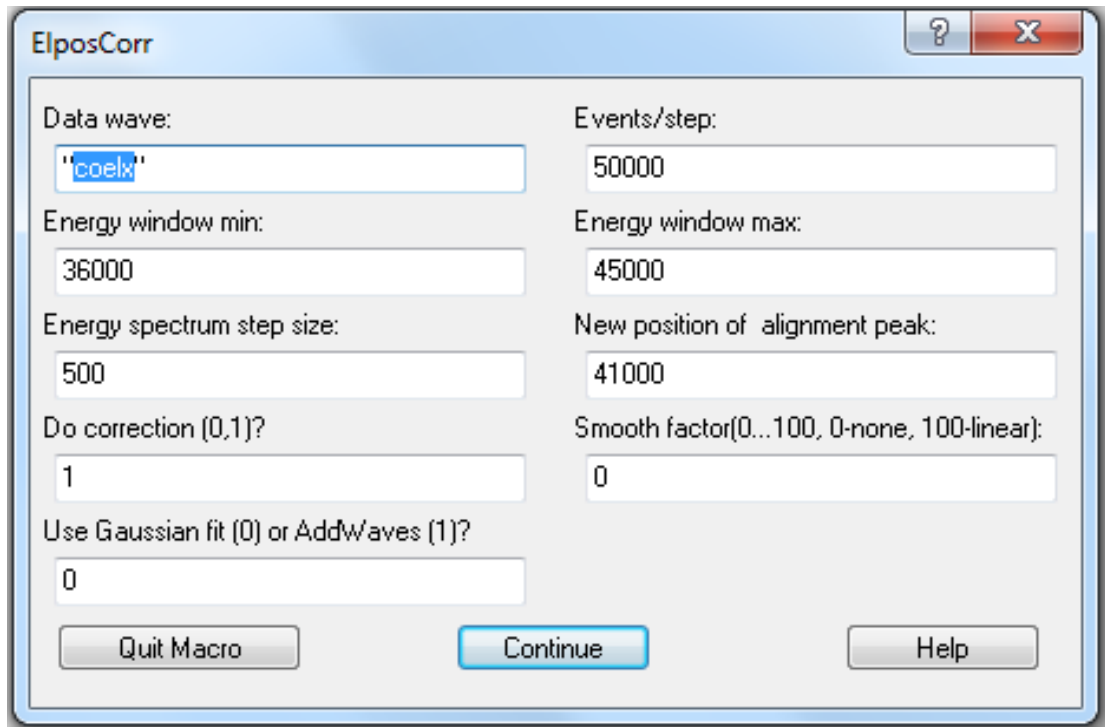 ElposCorr
Data wave:
Events/step:
"coelx"
50000
Energy window min:
Energy window max:
36000
45000
Energy spectrum step size:
New position of  alignment peak:
500
41000
Do correction (0,1)?
Smooth factor(0...100, 0-none, 100-linear):
1
0
Use Gaussian fit (0) or AddWaves (1)?
0
Quit Macro
Continue
Help